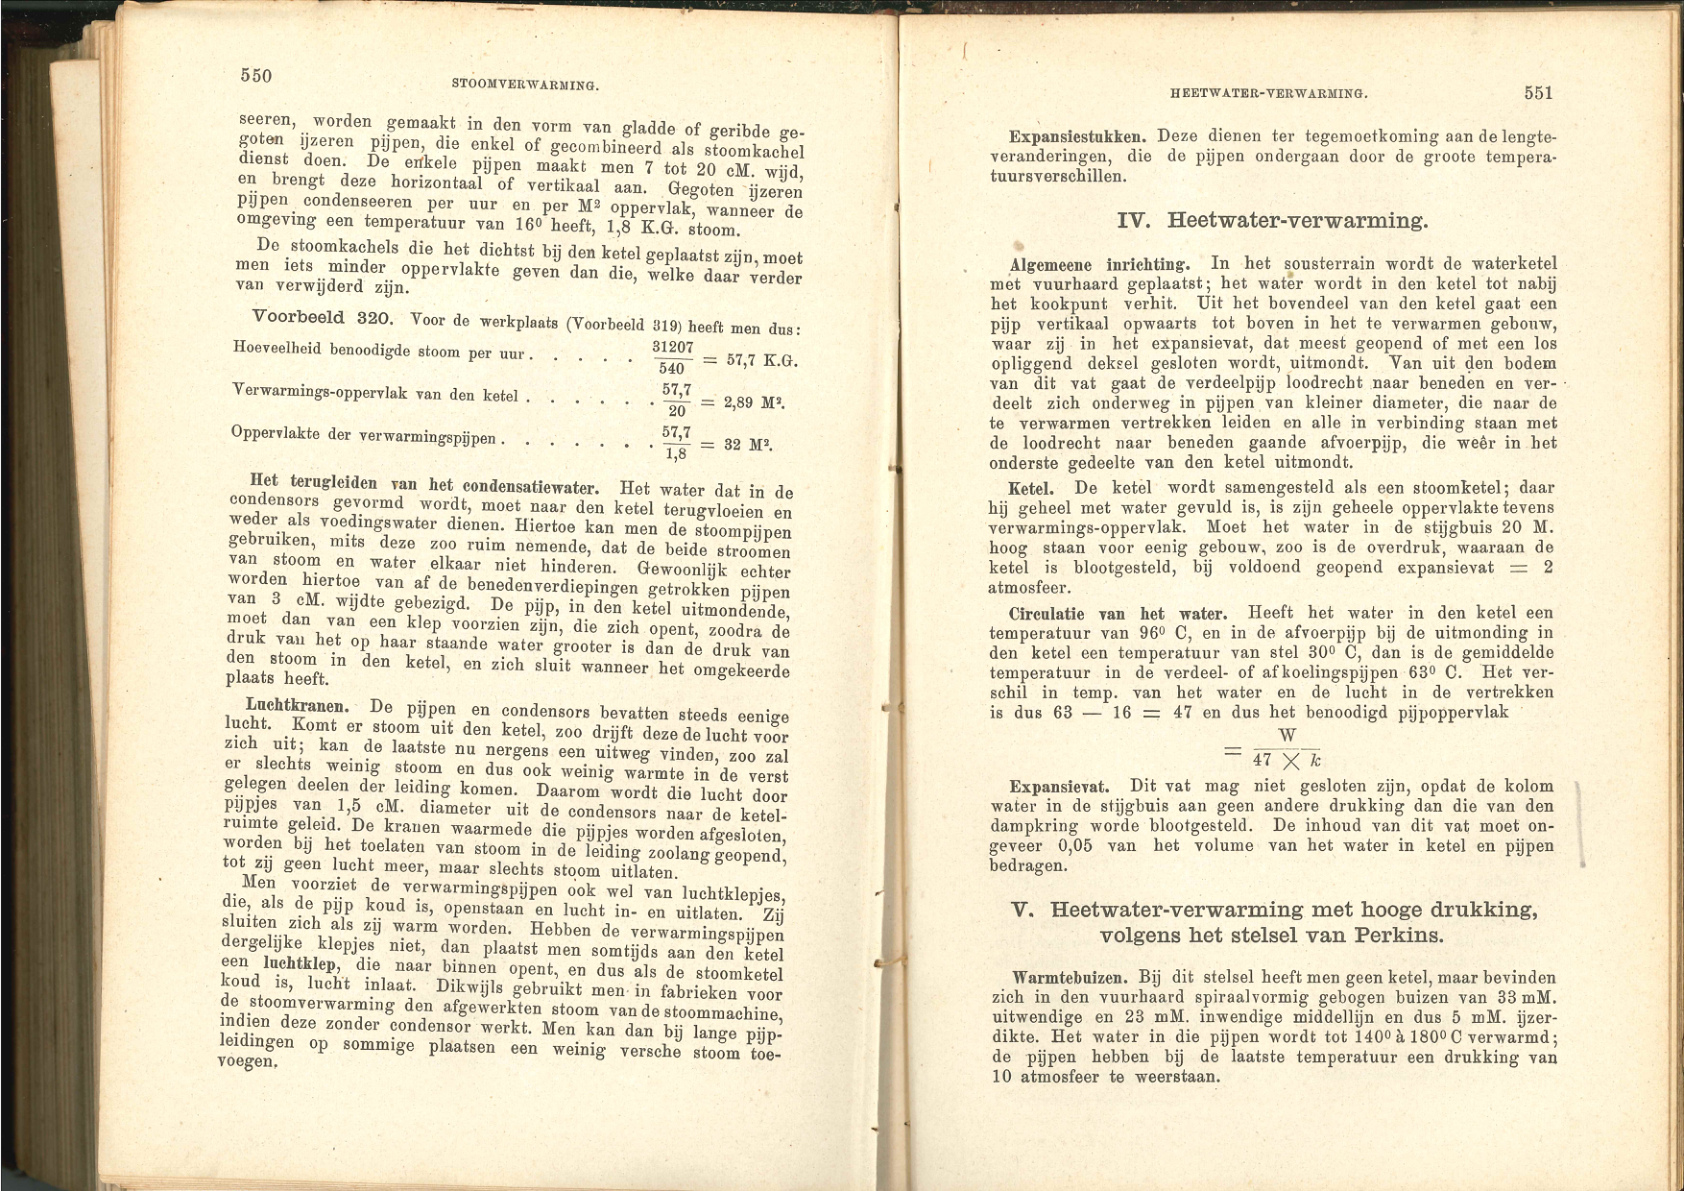 550
STOOMVERWARMING.
seeren, worden gemaakt in den vorm van gladde of geribde ge-
goten ijzeren pijpen, die enkel of gecombineerd als stoomkachel
dienst doen. De enkele pijpen maakt men 7 tot 20 cM. wijd,
en brengt deze horizontaal of vertikaal aan. Gegoten ijzeren
pijpen condenseeren per uur en per M² oppervlak, wanneer de
omgeving een temperatuur van 16⁰ heeft, 1,8 K.G. stoom.
De stoomkachels die het dichtst bij den ketel geplaatst zijn, moet
men iets minder oppervlakte geven dan die, welke daar verder
van verwijderd zijn.
Voorbeeld 320. Voor de werkplaats (Voorbeeld 319) heeft men dus:
Hoeveelheid benoodigde stoom per uur . . . . . 31207/540 = 57,7 K.G.
Verwarmings-oppervlak van den ketel . . . . . . . 57,7/20 = 2,89 M².
Oppervlakte der verwarmingspijpen . . . . . . . . 57,7/1,8 = 32 M².
Het terugleiden van het condensatiewater. Het water dat in de
condensors gevormd wordt, moet naar den ketel terugvloeien en
weder als voedingswater dienen. Hiertoe kan men de stoompijpen
gebruiken, mits deze zoo ruim nemende, dat de beide stroomen
van stoom en water elkaar niet hinderen. Gewoonlijk echter
worden hiertoe van af de benedenverdiepingen getrokken pijpen
van 3 cM. wijdte gebezigd. De pijp, in den ketel uitmondende,
moet dan van een klep voorzien zijn, die zich opent, zoodra de
druk van het op haar staande water grooter is dan de druk van
den stoom in den ketel, en zich sluit wanneer het omgekeerde
plaats heeft.
Luchtkranen. De pijpen en condensors bevatten steeds eenige
lucht. Komt er stoom uit den ketel, zoo drijft deze de lucht voor
zich uit; kan de laatste nu nergens een uitweg vinden, zoo zal
er slechts weinig stoom en dus ook weinig warmte in de verst
gelegen deelen der leiding komen. Daarom wordt die lucht door
pijpjes van 1,5 cM. diameter uit de condensors naar de ketel-
ruimte geleid. De kranen waarmede die pijpjes worden afgesloten,
worden bij het toelaten van stoom in de leiding zoolang geopend,
tot zij geen lucht meer, maar slechts stoom uitlaten.
Men voorziet de verwarmingspijpen ook wel van luchtklepjes,
die, als de pijp koud is, openstaan en lucht in- en uitlaten. Zij
sluiten zich als zij warm worden. Hebben de verwarmingspijpen
dergelijke klepjes niet, dan plaatst men somtijds aan den ketel
een luchtklep, die naar binnen opent, en dus als de stoomketel
koud is, lucht inlaat. Dikwijls gebruikt men in fabrieken voor
de stoomverwarming den afgewerkten stoom van de stoommachine,
indien deze zonder condensor werkt. Men kan dan bij lange pijp-
leidingen op sommige plaatsen een weinig versche stoom toe-
voegen.
HEETWATER-VERWARMING.
551
Expansiestukken. Deze dienen ter tegemoetkoming aan de lengte-
veranderingen, die de pijpen ondergaan door de groote tempera-
tuursverschillen.
IV. Heetwater-verwarming.
Algemeene inrichting. In het sousterrain wordt de waterketel
met vuurhaard geplaatst; het water wordt in den ketel tot nabij
het kookpunt verhit. Uit het bovendeel van den ketel gaat een
pijp vertikaal opwaarts tot boven in het te verwarmen gebouw,
waar zij in het expansievat, dat meest geopend of met een los
opliggend deksel gesloten wordt, uitmondt. Van uit den bodem
van dit vat gaat de verdeelpijp loodrecht naar beneden en ver-
deelt zich onderweg in pijpen van kleiner diameter, die naar de
te verwarmen vertrekken leiden en alle in verbinding staan met
de loodrecht naar beneden gaande afvoerpijp, die weêr in het
onderste gedeelte van den ketel uitmondt.
Ketel. De ketel wordt samengesteld als een stoomketel; daar
hij geheel met water gevuld is, is zijn geheele oppervlakte tevens
verwarmings-oppervlak. Moet het water in de stijgbuis 20 M.
hoog staan voor eenig gebouw, zoo is de overdruk, waaraan de
ketel is blootgesteld, bij voldoend geopend expansievat = 2
atmosfeer.
Circulatie van het water. Heeft het water in den ketel een
temperatuur van 96⁰ C, en in de afvoerpijp bij de uitmonding in
den ketel een temperatuur van stel 30⁰ C, dan is de gemiddelde
temperatuur in de verdeel- of afkoelingspijpen 63⁰ C. Het ver-
schil in temp. van het water en de lucht in de vertrekken
is dus 63 — 16 = 47 en dus het benoodigd pijpoppervlak
= W/47 × k
Expansievat. Dit vat mag niet gesloten zijn, opdat de kolom
water in de stijgbuis aan geen andere drukking dan die van den
dampkring worde blootgesteld. De inhoud van dit vat moet on-
geveer 0,05 van het volume van het water in ketel en pijpen
bedragen.
V. Heetwater-verwarming met hooge drukking,
volgens het stelsel van Perkins.
Warmtebuizen. Bij dit stelsel heeft men geen ketel, maar bevinden
zich in den vuurhaard spiraalvormig gebogen buizen van 33 mM.
uitwendige en 23 mM. inwendige middellijn en dus 5 mM. ijzer-
dikte. Het water in die pijpen wordt tot 140⁰ à 180⁰ C verwarmd;
de pijpen hebben bij de laatste temperatuur een drukking van
10 atmosfeer te weerstaan.